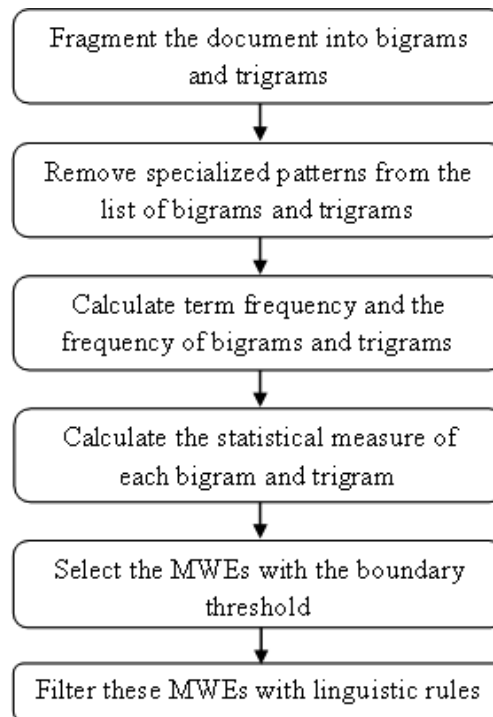 Fragment the document into bigrams
and trigrams
Remove specialized patterns from the
list of bigrams and trigrams
Calculate term frequency and the
frequency of bigrams and trigrams
Calculate the statistical measure of
each bigram and trigram
Select the MWEs with the boundary
threshold
Filter these MWEs with linguistic rules